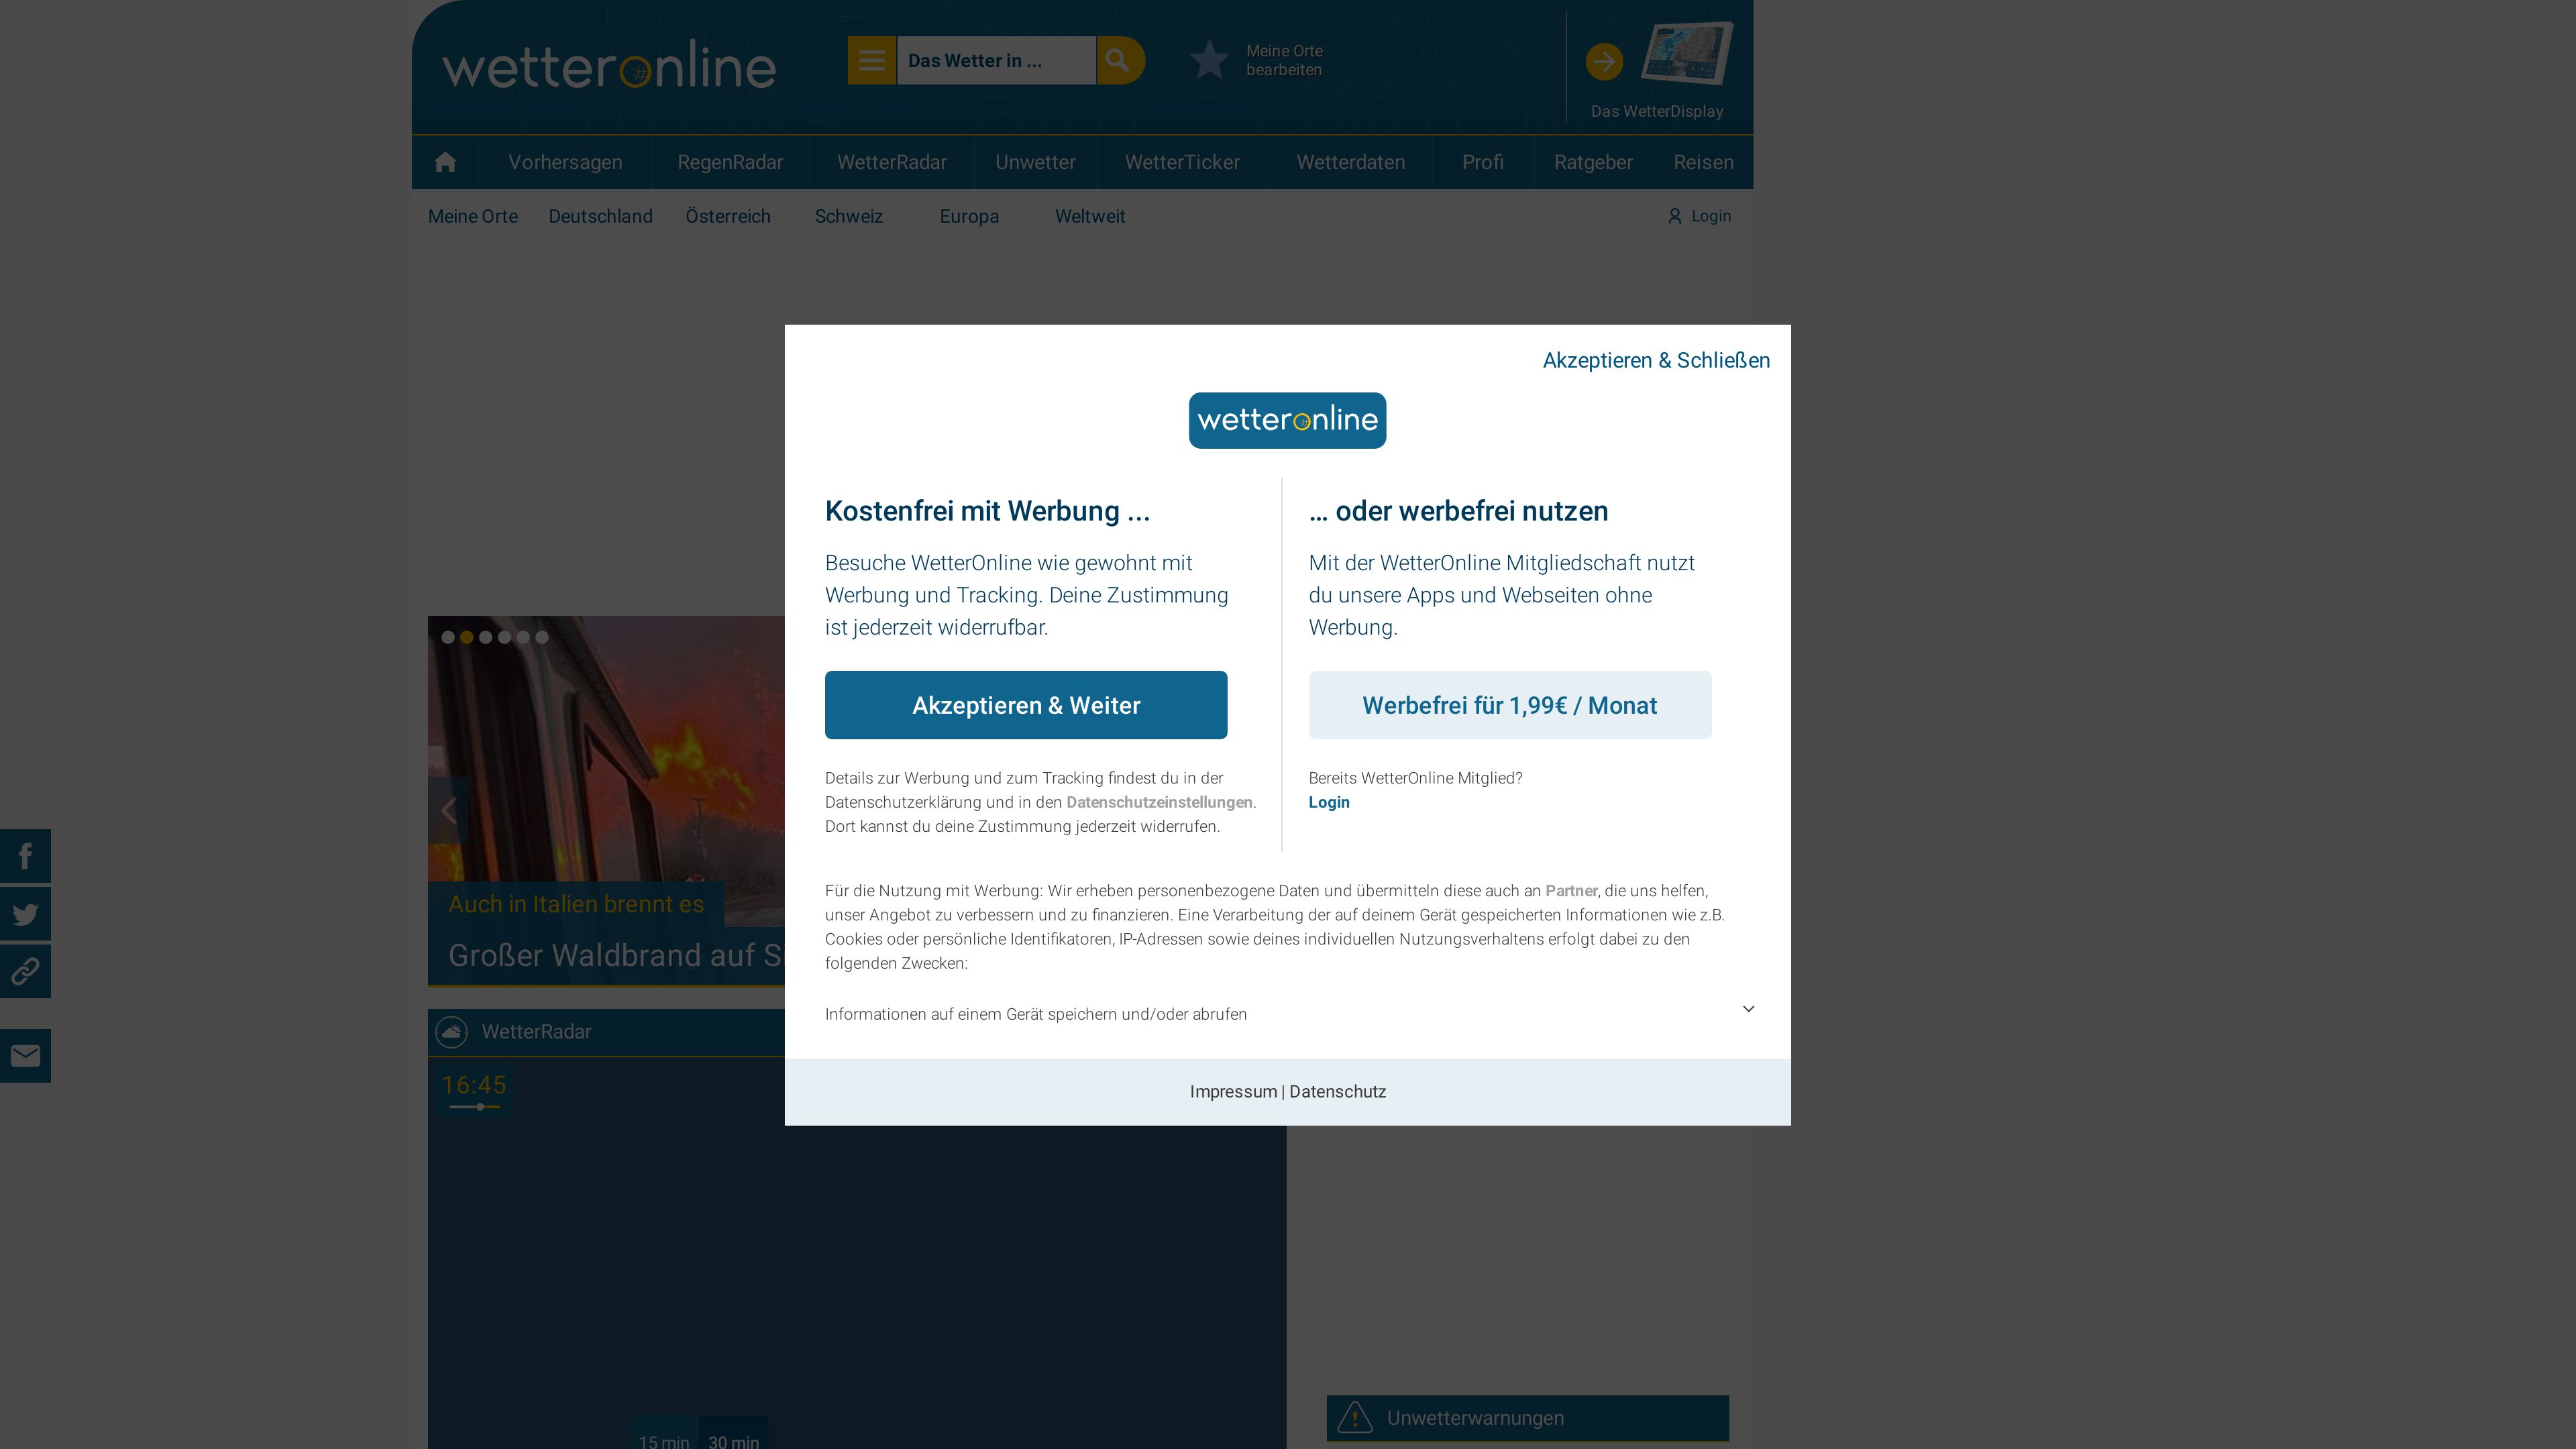 wetteronline
Das Wetter in ...
Meine Orte
bearbeiten
Das WetterDisplay
Vorhersagen
RegenRadar
WetterRadar
Unwetter
WetterTicker
Wetterdaten
Profi
Ratgeber
Reisen
Meine Orte
Deutschland
Österreich
Schweiz
Europa
Weltweit
Login
Akzeptieren & Schließen
wetteronline
Kostenfrei mit Werbung ...
Besuche WetterOnline wie gewohnt mit
Werbung und Tracking. Deine Zustimmung
ist jederzeit widerrufbar.
Akzeptieren & Weiter
Details zur Werbung und zum Tracking findest du in der
Datenschutzerklärung und in den Datenschutzeinstellungen.
Dort kannst du deine Zustimmung jederzeit widerrufen.
... oder werbefrei nutzen
Mit der WetterOnline Mitgliedschaft nutzt
du unsere Apps und Webseiten ohne
Werbung.
Werbefrei für 1,99€ / Monat
Bereits WetterOnline Mitglied?
Login
Für die Nutzung mit Werbung: Wir erheben personenbezogene Daten und übermitteln diese auch an Partner, die uns helfen,
unser Angebot zu verbessern und zu finanzieren. Eine Verarbeitung der auf deinem Gerät gespeicherten Informationen wie z.B.
Cookies oder persönliche Identifikatoren, IP-Adressen sowie deines individuellen Nutzungsverhaltens erfolgt dabei zu den
folgenden Zwecken:
Informationen auf einem Gerät speichern und/oder abrufen
Impressum | Datenschutz
Auch in Italien brennt es
Großer Waldbrand auf S
WetterRadar
16:45
15 min
30 min
Unwetterwarnungen